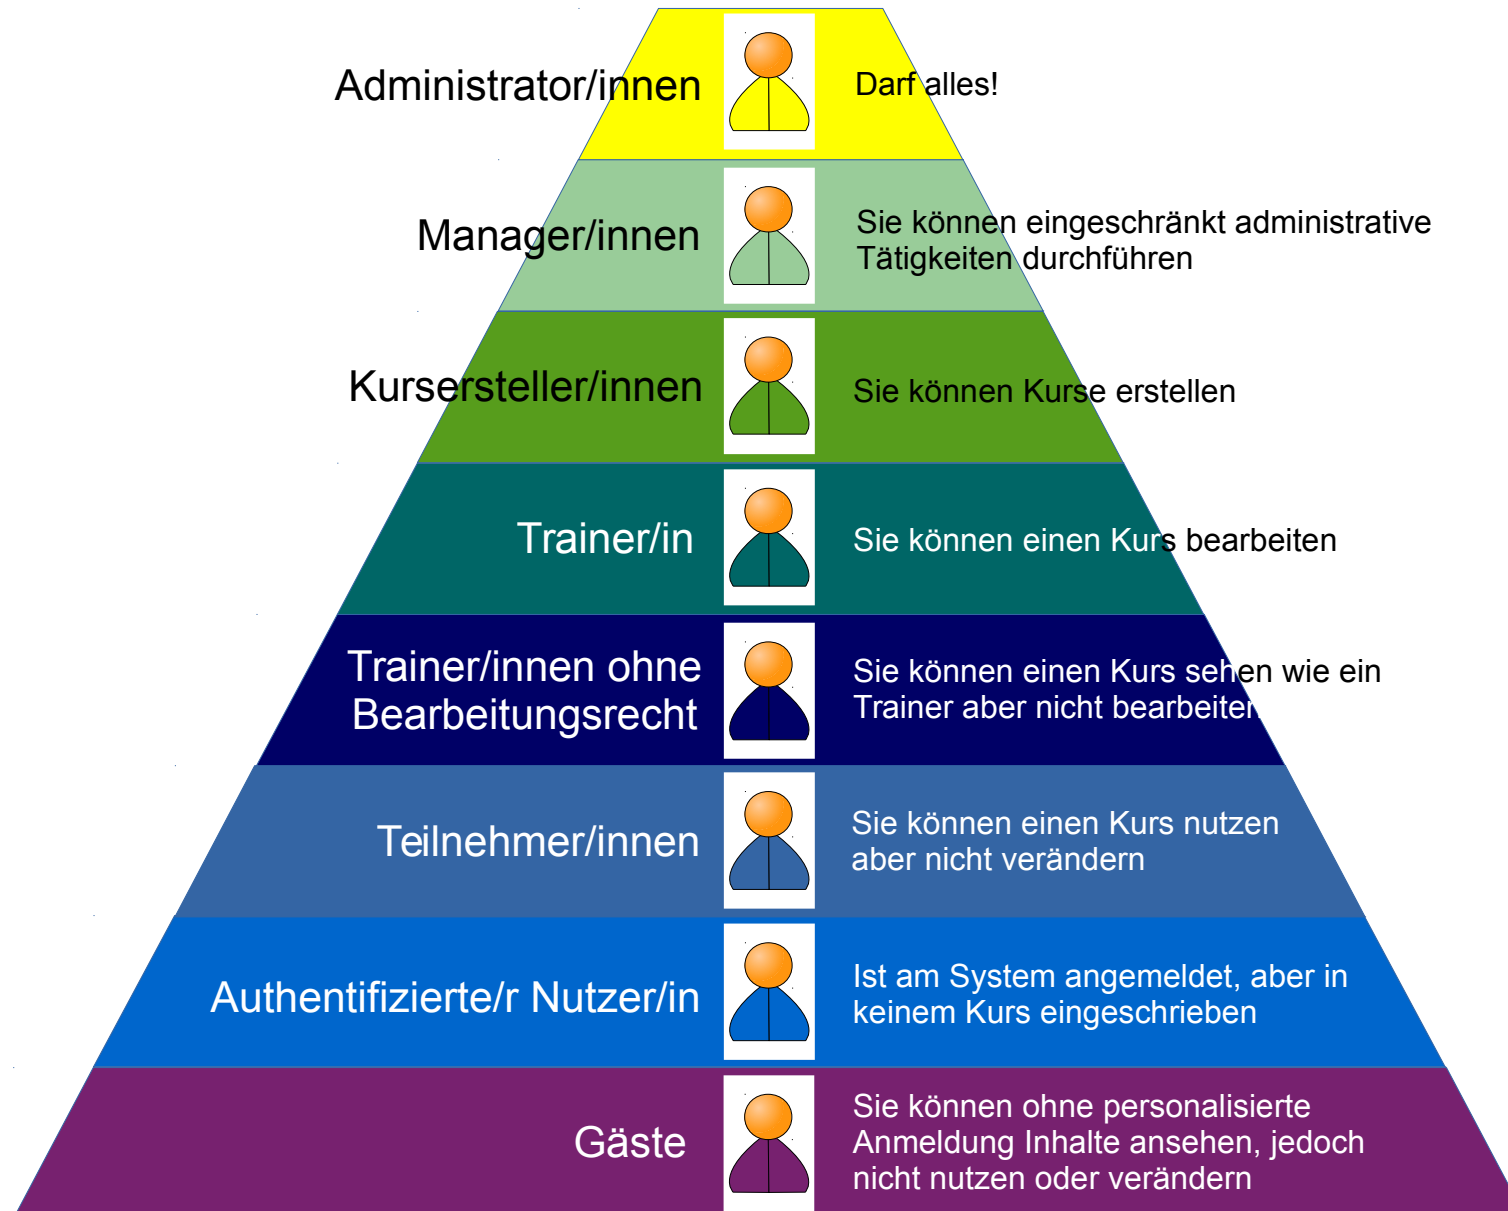 Administrator/innen
Darf alles!
Manager/innen
Sie können eingeschränkt administrative
Tätigkeiten durchführen
Kursersteller/innen
Sie können Kurse erstellen
Trainer/in
Sie können einen Kurs bearbeiten
Trainer/innen ohne
Bearbeitungsrecht
Sie können einen Kurs sehen wie ein
Trainer aber nicht bearbeiten
Teilnehmer/innen
Sie können einen Kurs nutzen
aber nicht verändern
Authentifizierte/r Nutzer/in
Ist am System angemeldet, aber in
keinem Kurs eingeschrieben
Gäste
Sie können ohne personalisierte
Anmeldung Inhalte ansehen, jedoch
nicht nutzen oder verändern